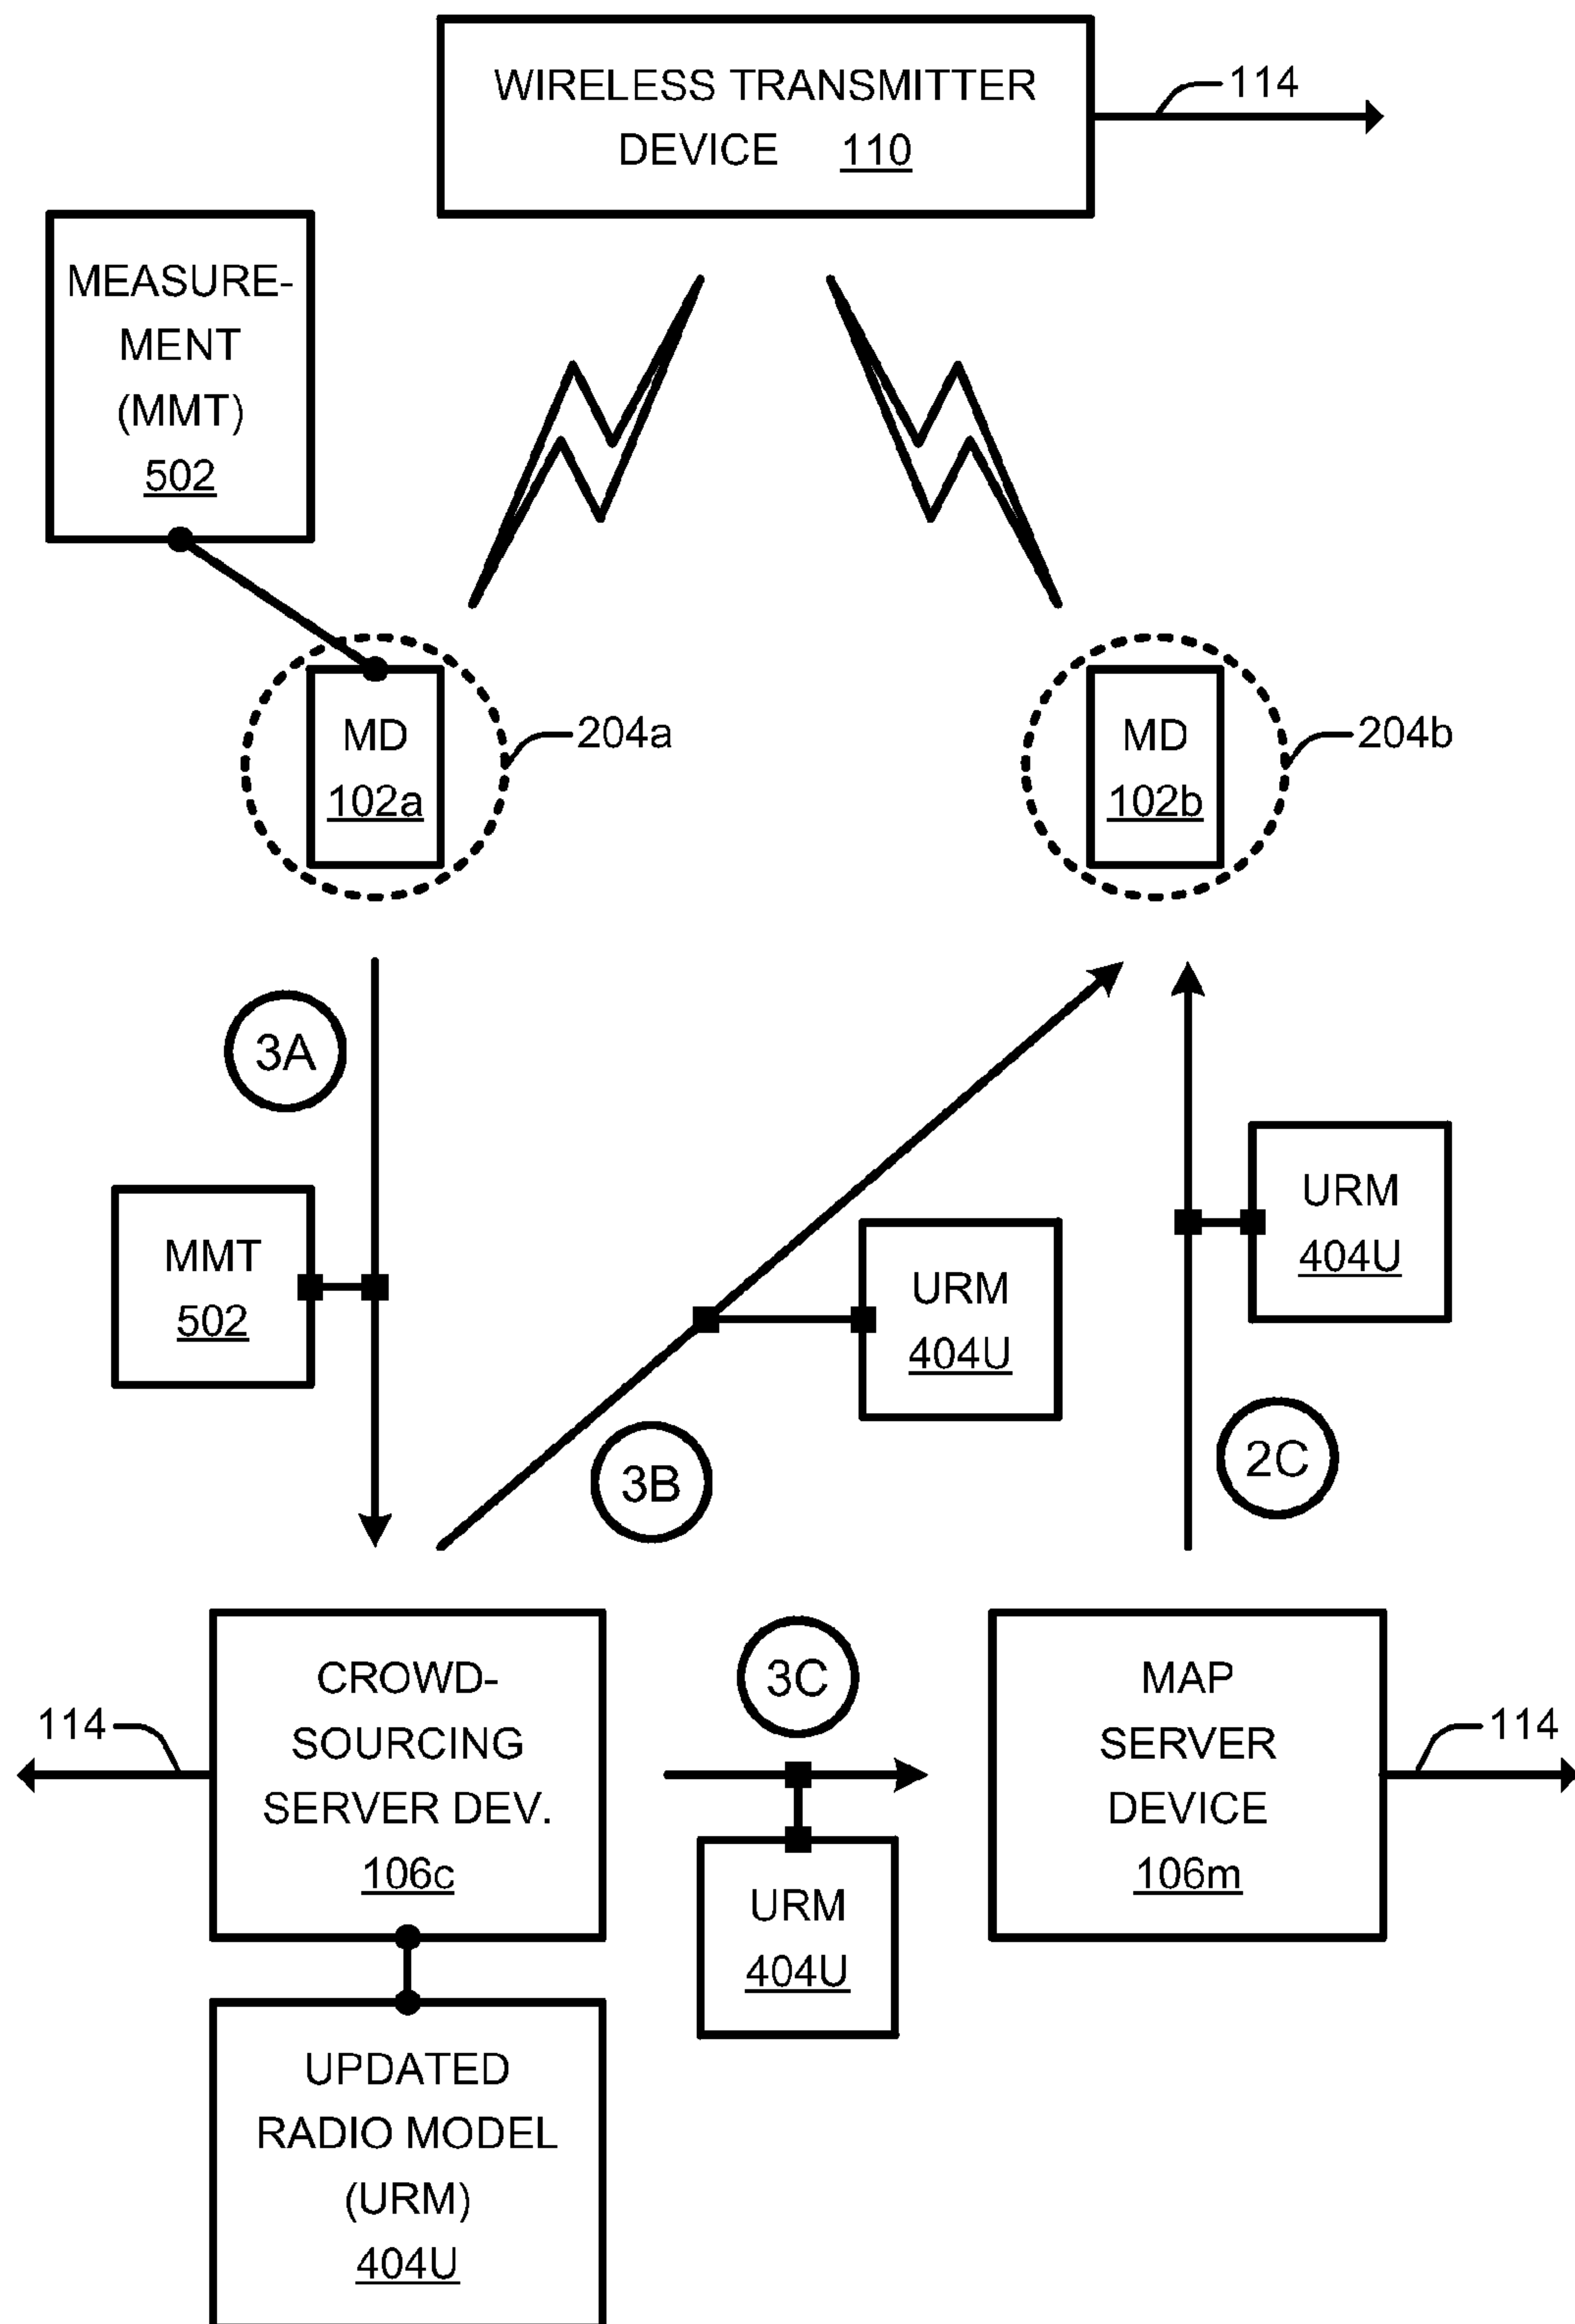 WIRELESS TRANSMITTER
DEVICE 110
114
MEASURE-
MENT
(MMT)
502
MD
102a
204a
MD
102b
204b
3A
MMT
502
URM
404U
3B
URM
404U
2C
CROWD-
SOURCING
SERVER DEV.
106c
114
3C
URM
404U
MAP
SERVER
DEVICE
106m
114
UPDATED
RADIO MODEL
(URM)
404U